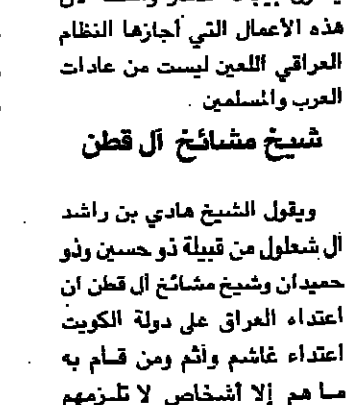 هذه الأعمال التي أجازها النظام
العراقي اللعين ليست من عادات
العرب والمسلمين .
شيخ مشائخ آل قطن
ويقول الشيخ هادي بن راشد
آل شعلول من قبيلة ذو حسين وذو
حميدان وشيخ مشائخ آل قطن أن
اعتداء العراق على دولة الكويت
اعتداء غاشم وآثم ومن قام به
ما هم إلا أشخاص لا تلزمهم